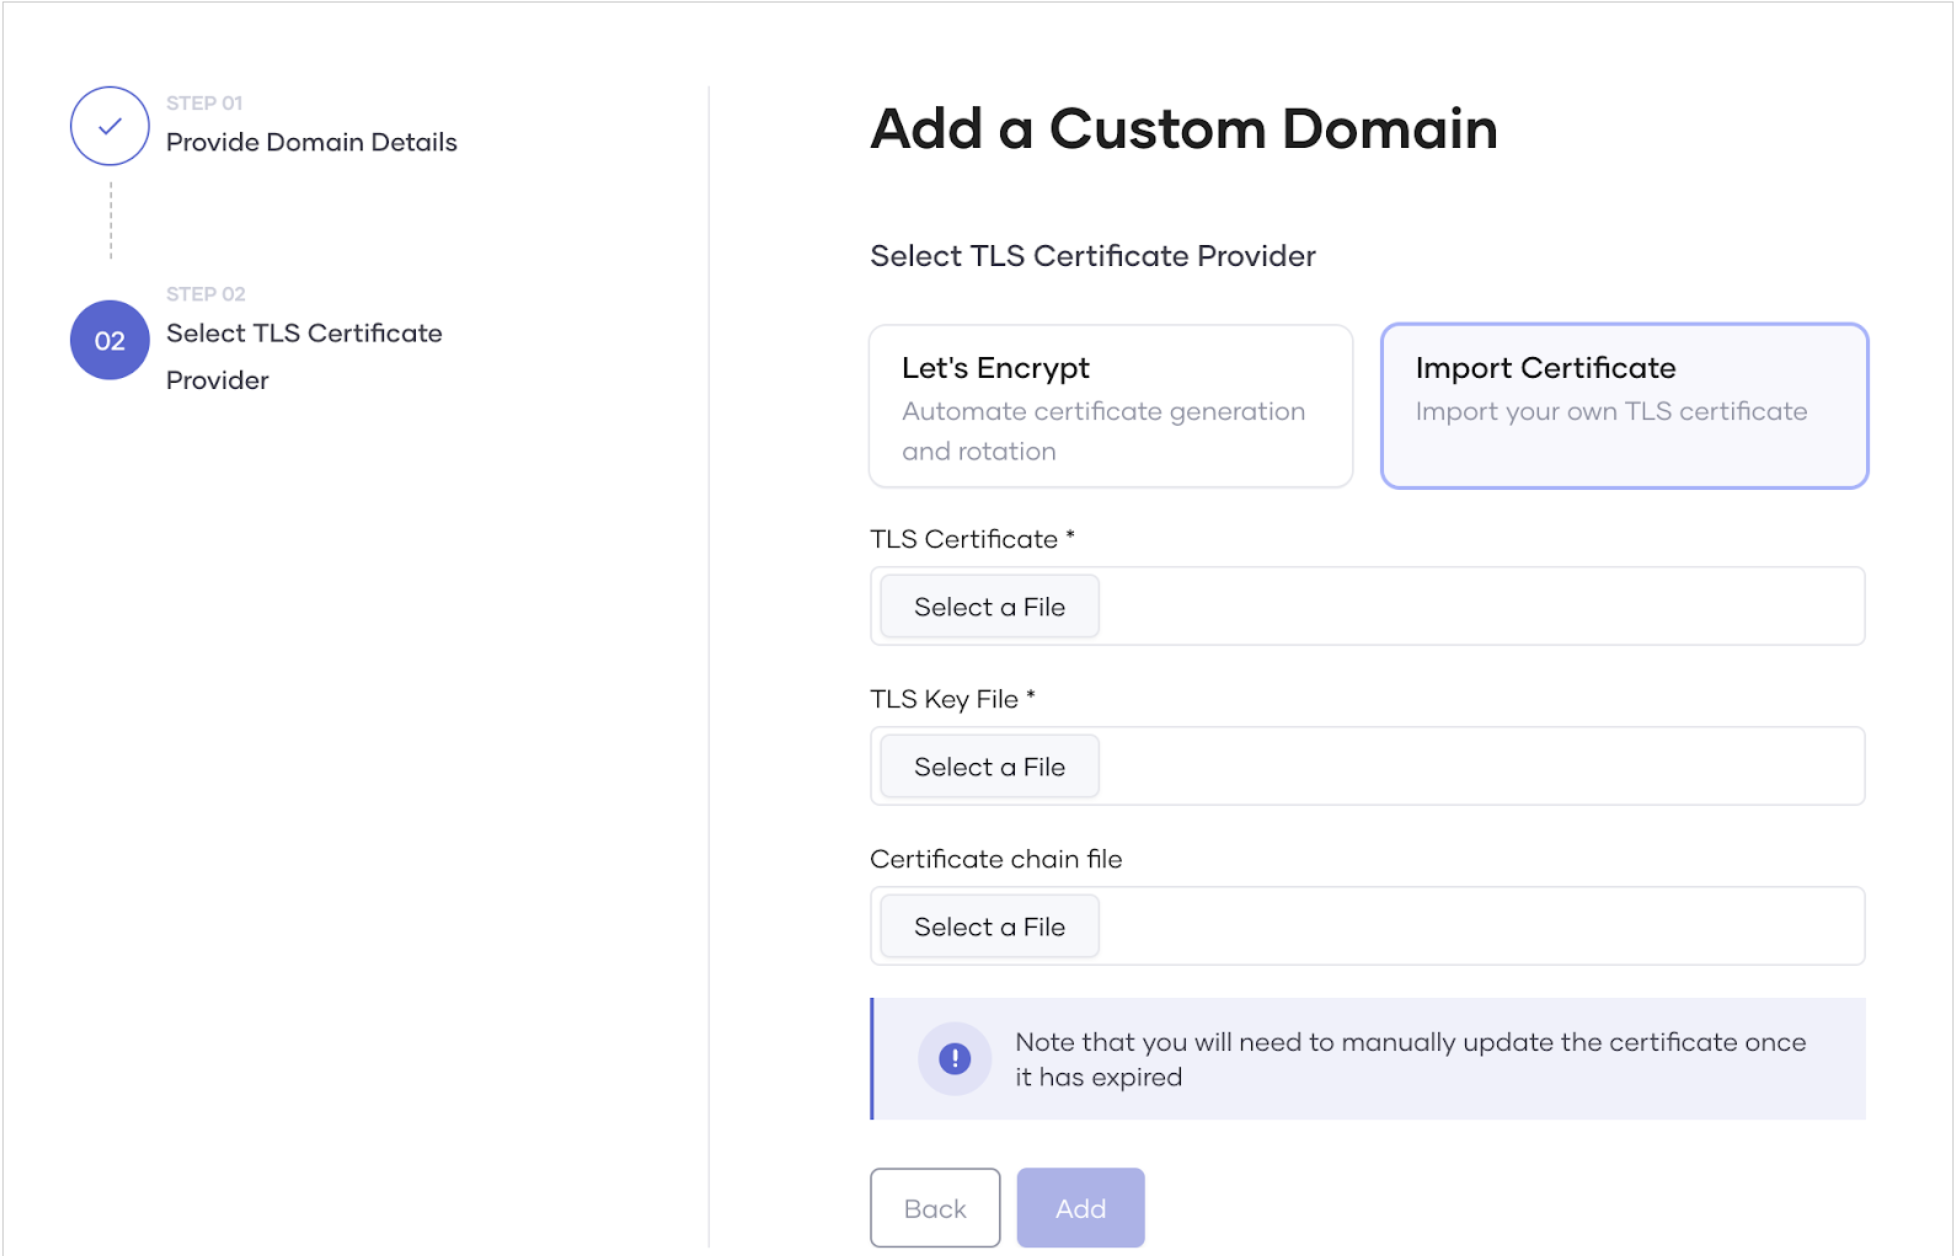 STEP 01
Provide Domain Details
STEP 02
02
Select TLS Certificate
Provider
Add a Custom Domain
Select TLS Certificate Provider
Let's Encrypt
Automate certificate generation
and rotation
Import Certificate
Import your own TLS certificate
TLS Certificate *
Select a File
TLS Key File *
Select a File
Certificate chain file
Select a File
Note that you will need to manually update the certificate once
it has expired
Back
Add